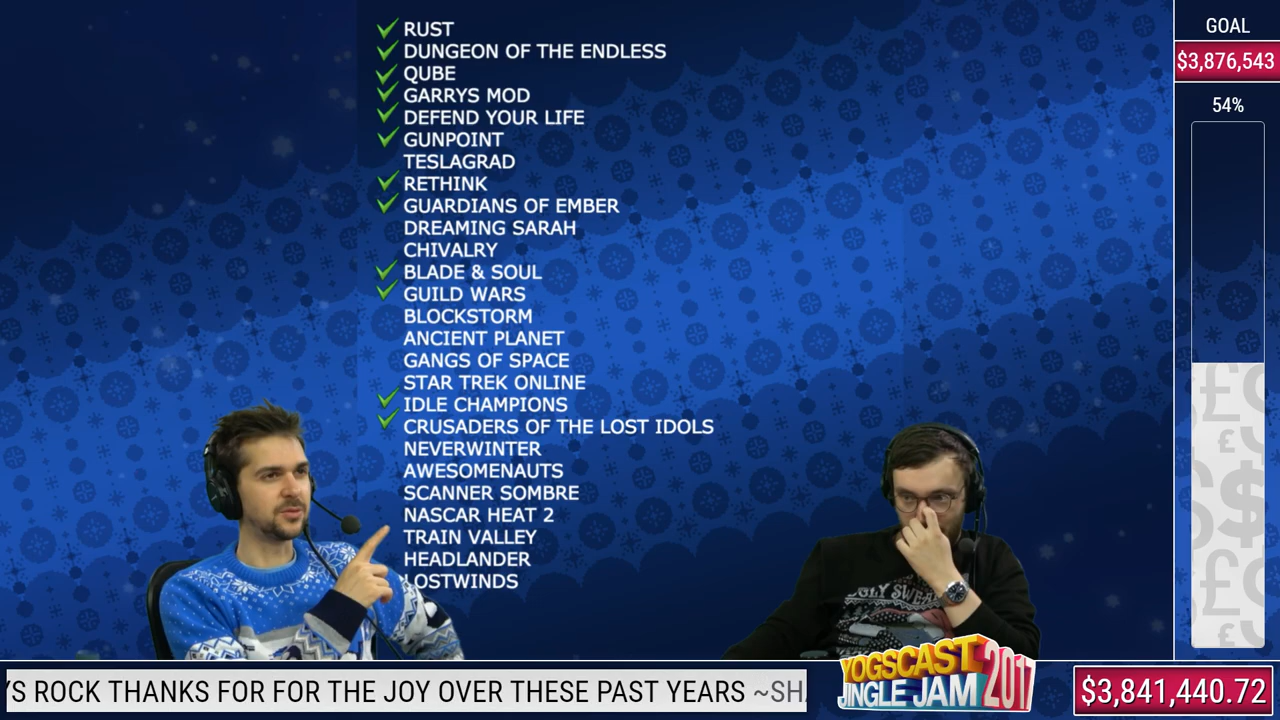 RUST
DUNGEON OF THE ENDLESS
QUBE
GARRYS MOD
DEFEND YOUR LIFE
GUNPOINT
TESLAGRAD
RETHINK
GUARDIANS OF EMBER
DREAMING SARAH
CHIVALRY
BLADE & SOUL
GUILD WARS
BLOCKSTORM
ANCIENT PLANET
GANGS OF SPACE
STAR TREK ONLINE
IDLE CHAMPIONS
CRUSADERS OF THE LOST IDOLS
NEVERWINTER
AWESOMENAUTS
SCANNER SOMBRE
NASCAR HEAT 2
TRAIN VALLEY
HEADLANDER
LOSTWINDS
GOAL
$3,876,543
54%
UGLY SWEA
'S ROCK THANKS FOR FOR THE JOY OVER THESE PAST YEARS ~SH
YOGSCAST
JINGLE JAM 2017
$3,841,440.72